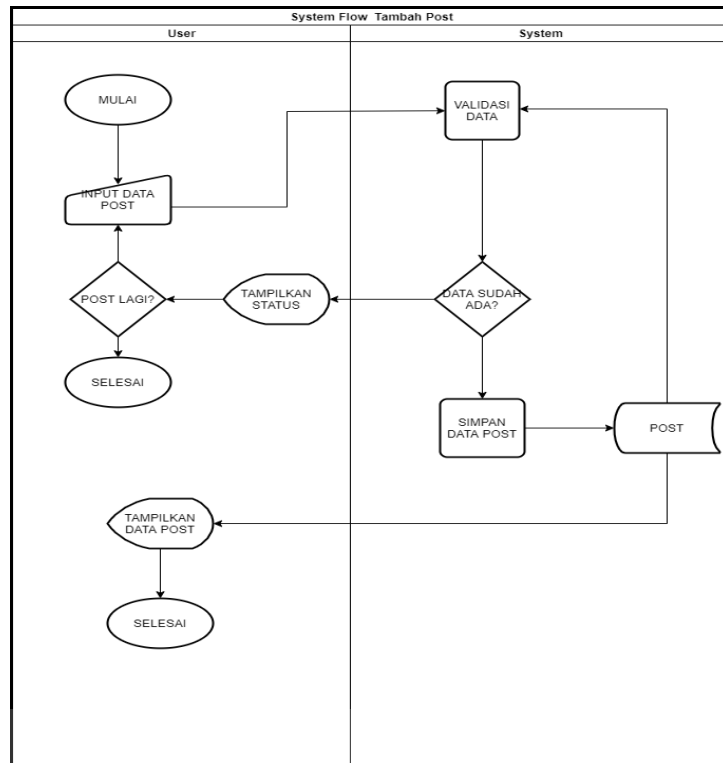 System Flow Tambah Post
User
System
MULAI
VALIDASI
DATA
INPUT DATA
POST
POST LAGI?
TAMPILKAN
STATUS
DATA SUDAH
ADA?
SELESAI
SIMPAN
DATA POST
POST
TAMPILKAN
DATA POST
SELESAI